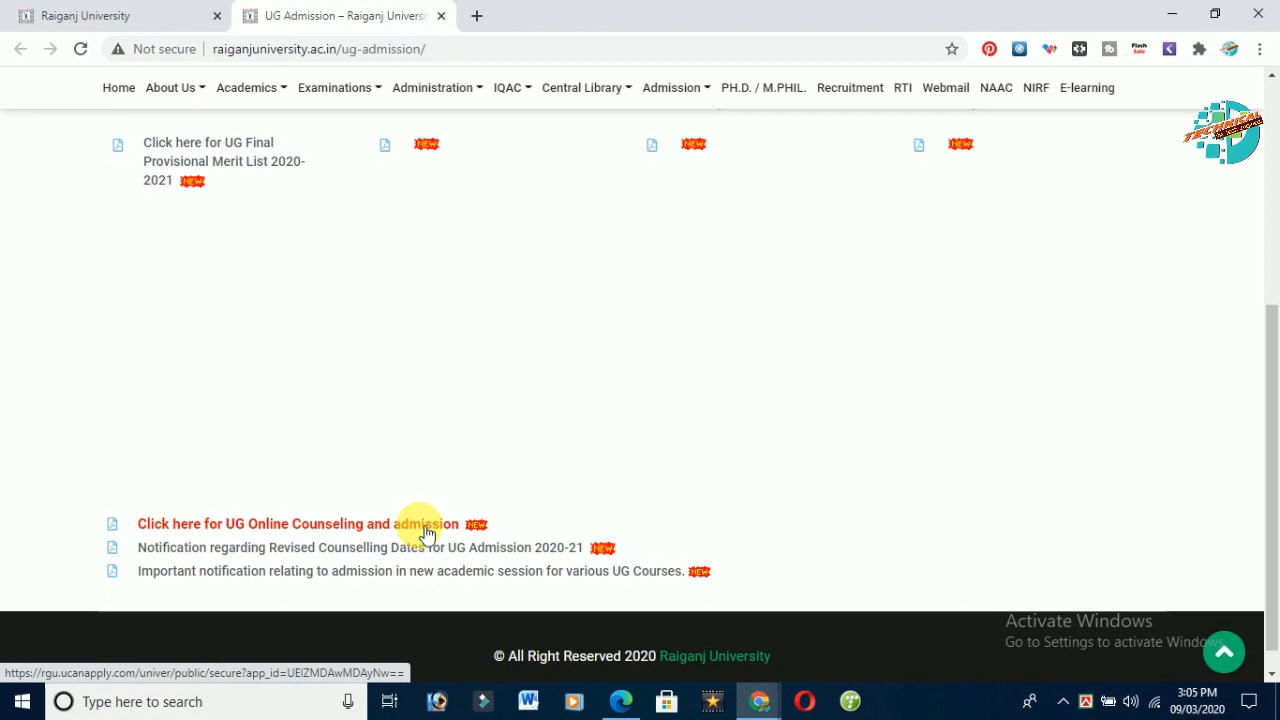 Raiganj University
UG Admission – Raiganj Universi
Not secure
raiganjuniversity.ac.in/ug-admission/
Home About Us Academics Examinations Administration IQAC Central Library Admission PH.D. / M.PHIL. Recruitment RTI Webmail NAAC NIRF E-learning
TECHNICAL
Click here for UG Final
Provisional Merit List 2020-
2021 NEW
NEW
NEW
NEW
Click here for UG Online Counseling and admission NEW
Notification regarding Revised Counselling Dates for UG Admission 2020-21 NEW
Important notification relating to admission in new academic session for various UG Courses. NEW
Activate Windows
Go to Settings to activate Windows.
© All Right Reserved 2020 Raiganj University
https://rgu.ucanapply.com/univer/public/secure?app_id=UElZMDAwMDAyNw==
Type here to search
3:05 PM
09/03/2020